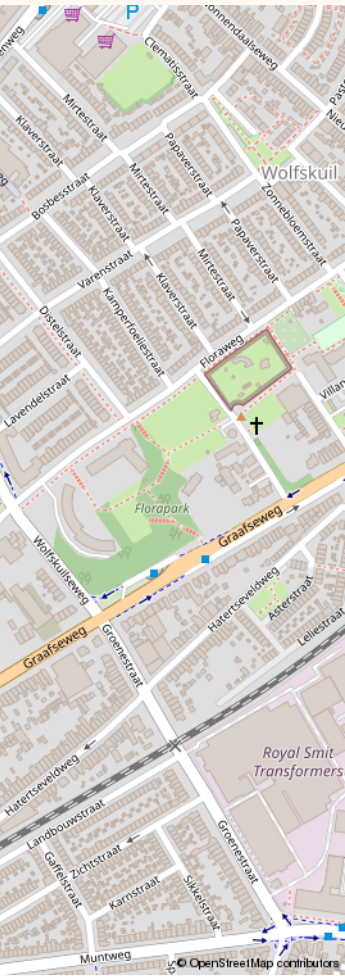 P
Clematisstraat
Mirtestraat
Klaverstraat
Papaverstraat
Mirtestraat
Wolfskuil
Bosbesstraat
Klaverstraat
Zonnebloemstraat
Papaverstraat
Mirtestraat
Varenstraat
Klaverstraat
Kamperfoeliestraat
Distelstraat
Floraweg
Lavendelstraat
Florapark
Graafseweg
Wolfskuilseweg
Hatertseveldweg
Asterstraat
Leliestraat
Graafseweg
Groenestraat
Royal Smit
Transformers
Hatertseveldweg
Landbouwstraat
Groenestraat
Zichtstraat
Gaffelstraat
Karnstraat
Sikkelstraat
Muntweg
© OpenStreetMap contributors